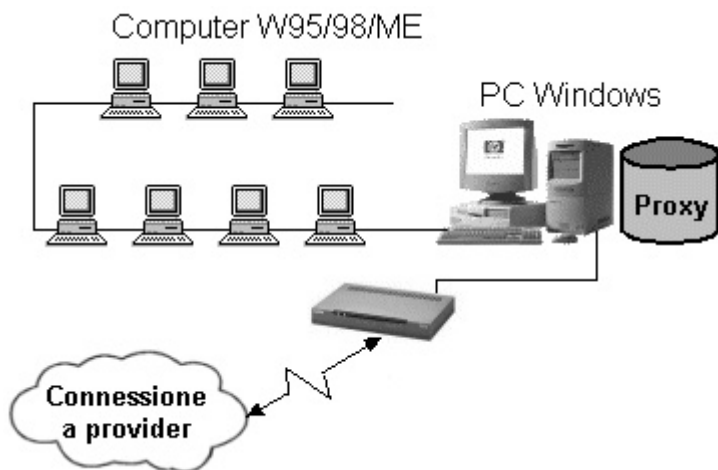 Computer W95/98/ME
PC Windows
Proxy
Connessione
a provider